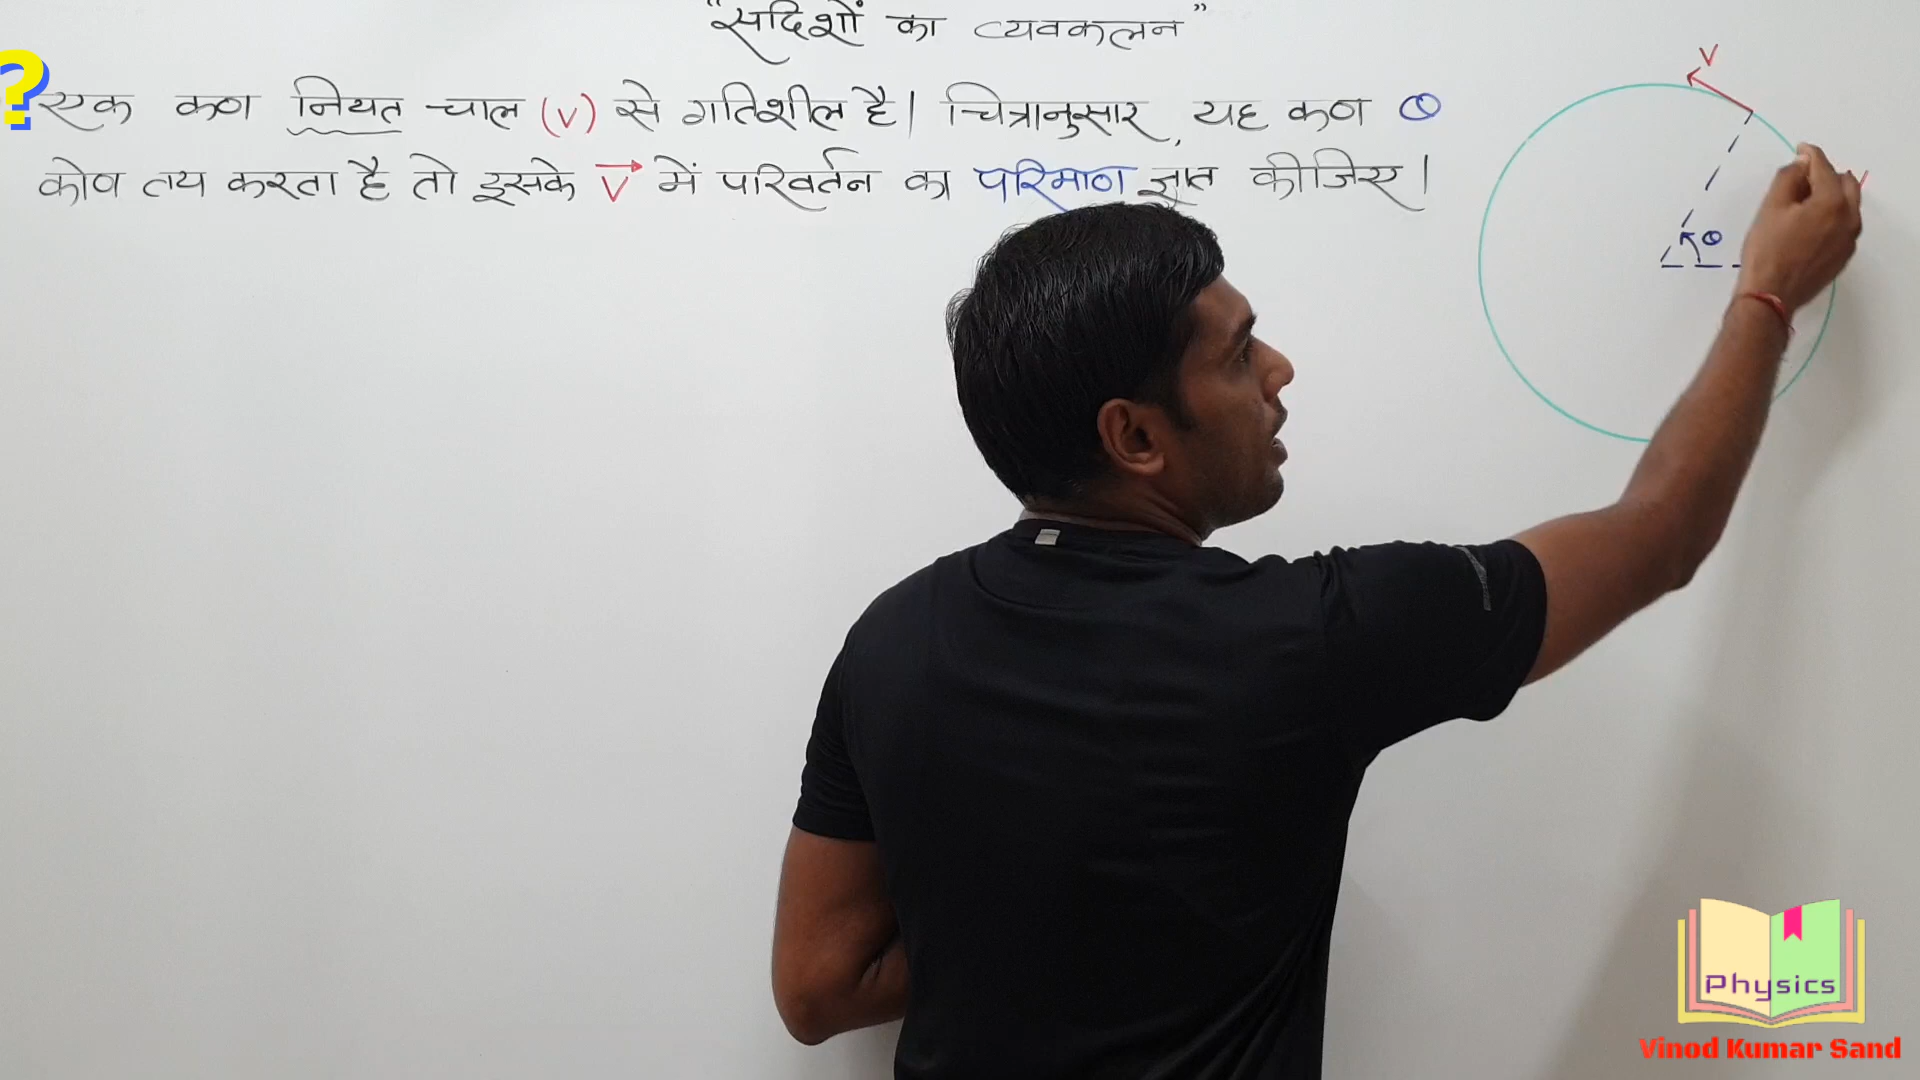 "सदिशों का व्यवकलन"
? एक कण नियत चाल (v) से गतिशील है। चित्रानुसार, यह कण θ
कोण तय करता है तो इसके v⃗ में परिवर्तन का परिमाण ज्ञात कीजिए।
v
v
θ
Physics
Vinod Kumar Sand